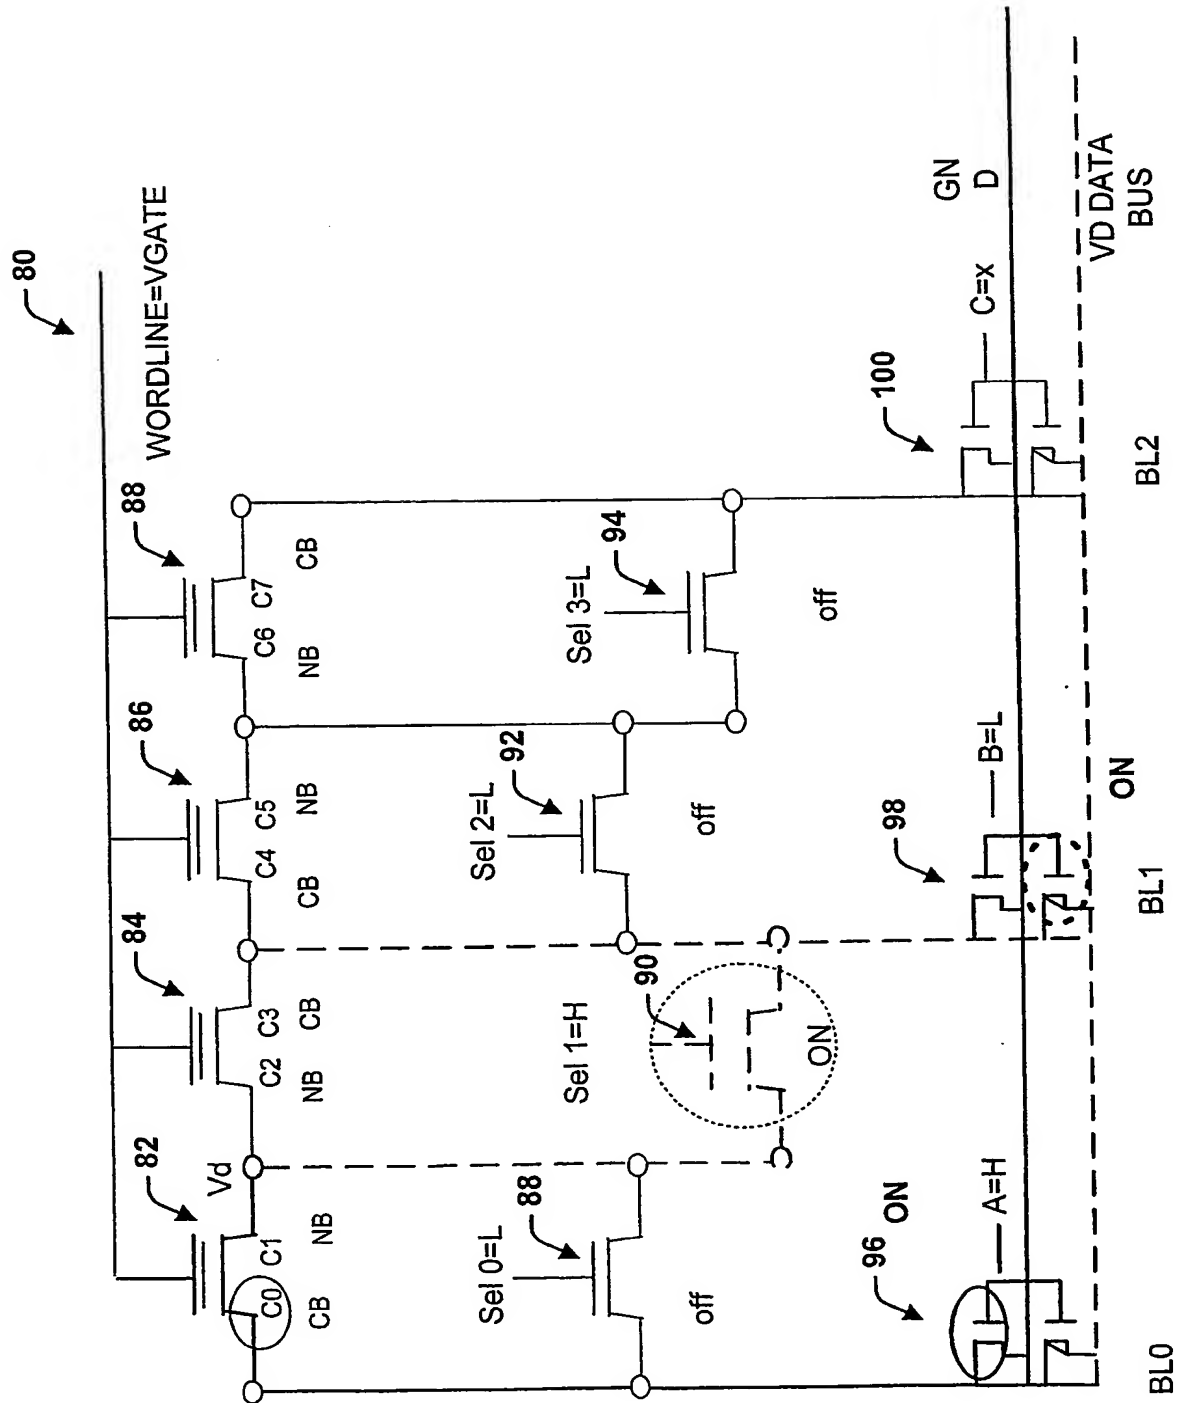 80
WORDLINE=VGATE
82
84
86
88
Vd
C0
C1
C2
C3
C4
C5
C6
C7
CB
NB
NB
CB
CB
NB
NB
CB
Sel 0=L
88
off
Sel 1=H
90
ON
Sel 2=L
92
off
Sel 3=L
94
off
96
ON
A=H
98
B=L
100
C=x
GN
D
ON
VD DATA
BUS
BL0
BL1
BL2